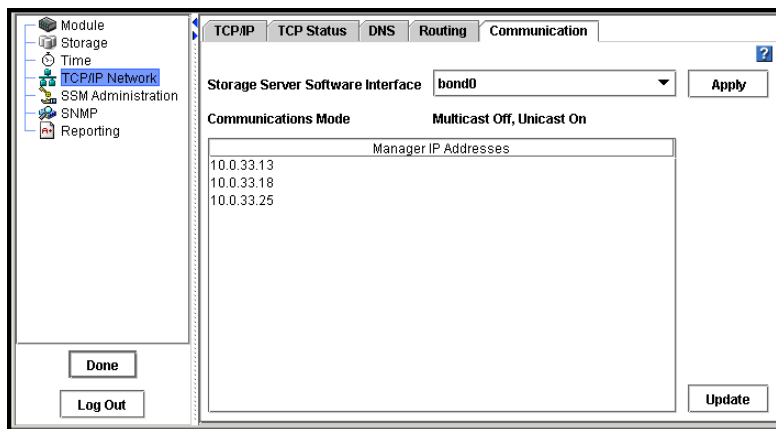 Module
Storage
Time
TCP/IP Network
SSM Administration
SNMP
Reporting
Done
Log Out
TCP/IP TCP Status DNS Routing Communication
?
Storage Server Software Interface bond0 Apply
Communications Mode Multicast Off, Unicast On
Manager IP Addresses
10.0.33.13
10.0.33.18
10.0.33.25
Update